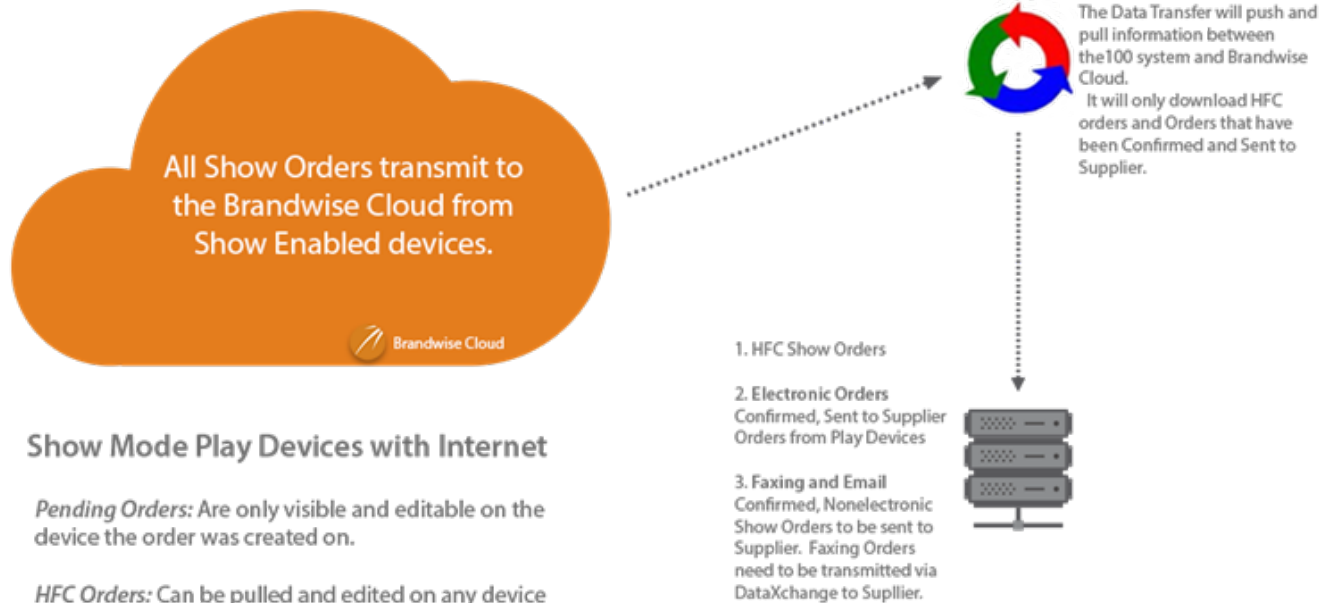 All Show Orders transmit to
the Brandwise Cloud from
Show Enabled devices.
Brandwise Cloud
The Data Transfer will push and
pull information between
the100 system and Brandwise
Cloud.
It will only download HFC
orders and Orders that have
been Confirmed and Sent to
Supplier.
Show Mode Play Devices with Internet
Pending Orders: Are only visible and editable on the
device the order was created on.
HFC Orders: Can be pulled and edited on any device
1. HFC Show Orders
2. Electronic Orders
Confirmed, Sent to Supplier
Orders from Play Devices
3. Faxing and Email
Confirmed, Nonelectronic
Show Orders to be sent to
Supplier. Faxing Orders
need to be transmitted via
DataXchange to Supllier.